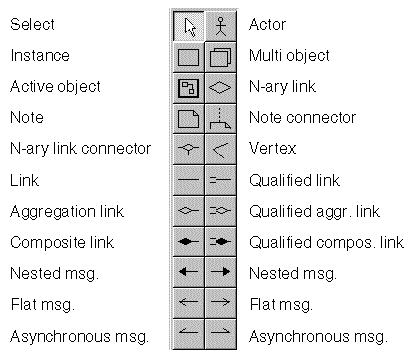 Select Actor
Instance Multi object
Active object N-ary link
Note Note connector
N-ary link connector Vertex
Link Qualified link
Aggregation link Qualified aggr. link
Composite link Qualified compos. link
Nested msg. Nested msg.
Flat msg. Flat msg.
Asynchronous msg. Asynchronous msg.